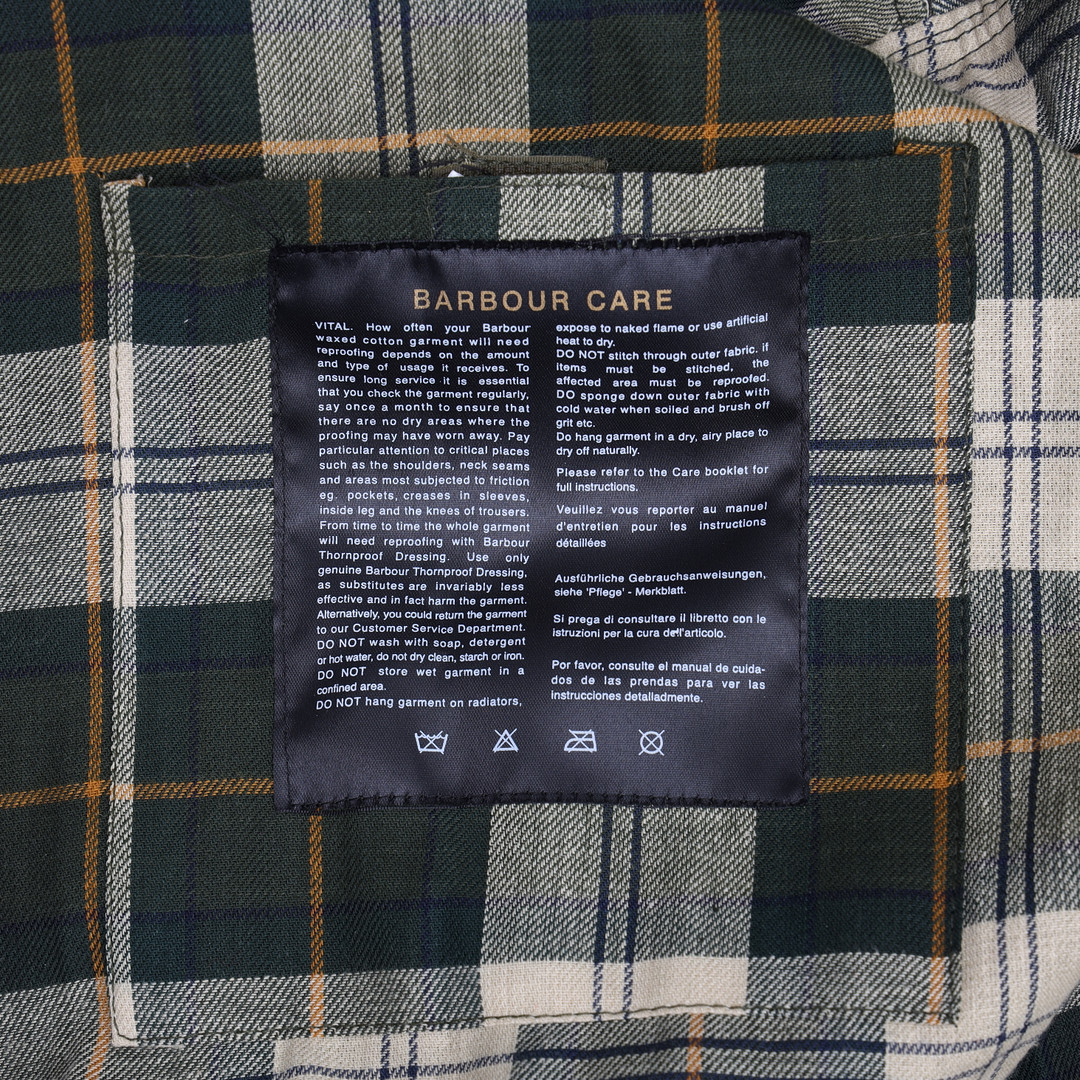 BARBOUR CARE
VITAL. How often your Barbour
waxed cotton garment will need
reproofing depends on the amount
and type of usage it receives. To
ensure long service it is essential
that you check the garment regularly,
say once a month to ensure that
there are no dry areas where the
proofing may have worn away. Pay
particular attention to critical places
such as the shoulders, neck seams
and areas most subjected to friction
eg. pockets, creases in sleeves,
inside leg and the knees of trousers.
From time to time the whole garment
will need reproofing with Barbour
Thornproof Dressing. Use only
genuine Barbour Thornproof Dressing,
as substitutes are invariably less
effective and in fact harm the garment.
Alternatively, you could return the garment
to our Customer Service Department.
DO NOT wash with soap, detergent
or hot water, do not dry clean, starch or iron.
DO NOT store wet garment in a
confined area.
DO NOT hang garment on radiators,
expose to naked flame or use artificial
heat to dry.
DO NOT stitch through outer fabric. if
items must be stitched, the
affected area must be reproofed.
DO sponge down outer fabric with
cold water when soiled and brush off
grit etc.
Do hang garment in a dry, airy place to
dry off naturally.
Please refer to the Care booklet for
full instructions.
Veuillez vous reporter au manuel
d'entretien pour les instructions
détaillées
Ausführliche Gebrauchsanweisungen,
siehe 'Pflege' - Merkblatt.
Si prega di consultare il libretto con le
istruzioni per la cura dell'articolo.
Por favor, consulte el manual de cuida-
dos de las prendas para ver las
instrucciones detalladmente.